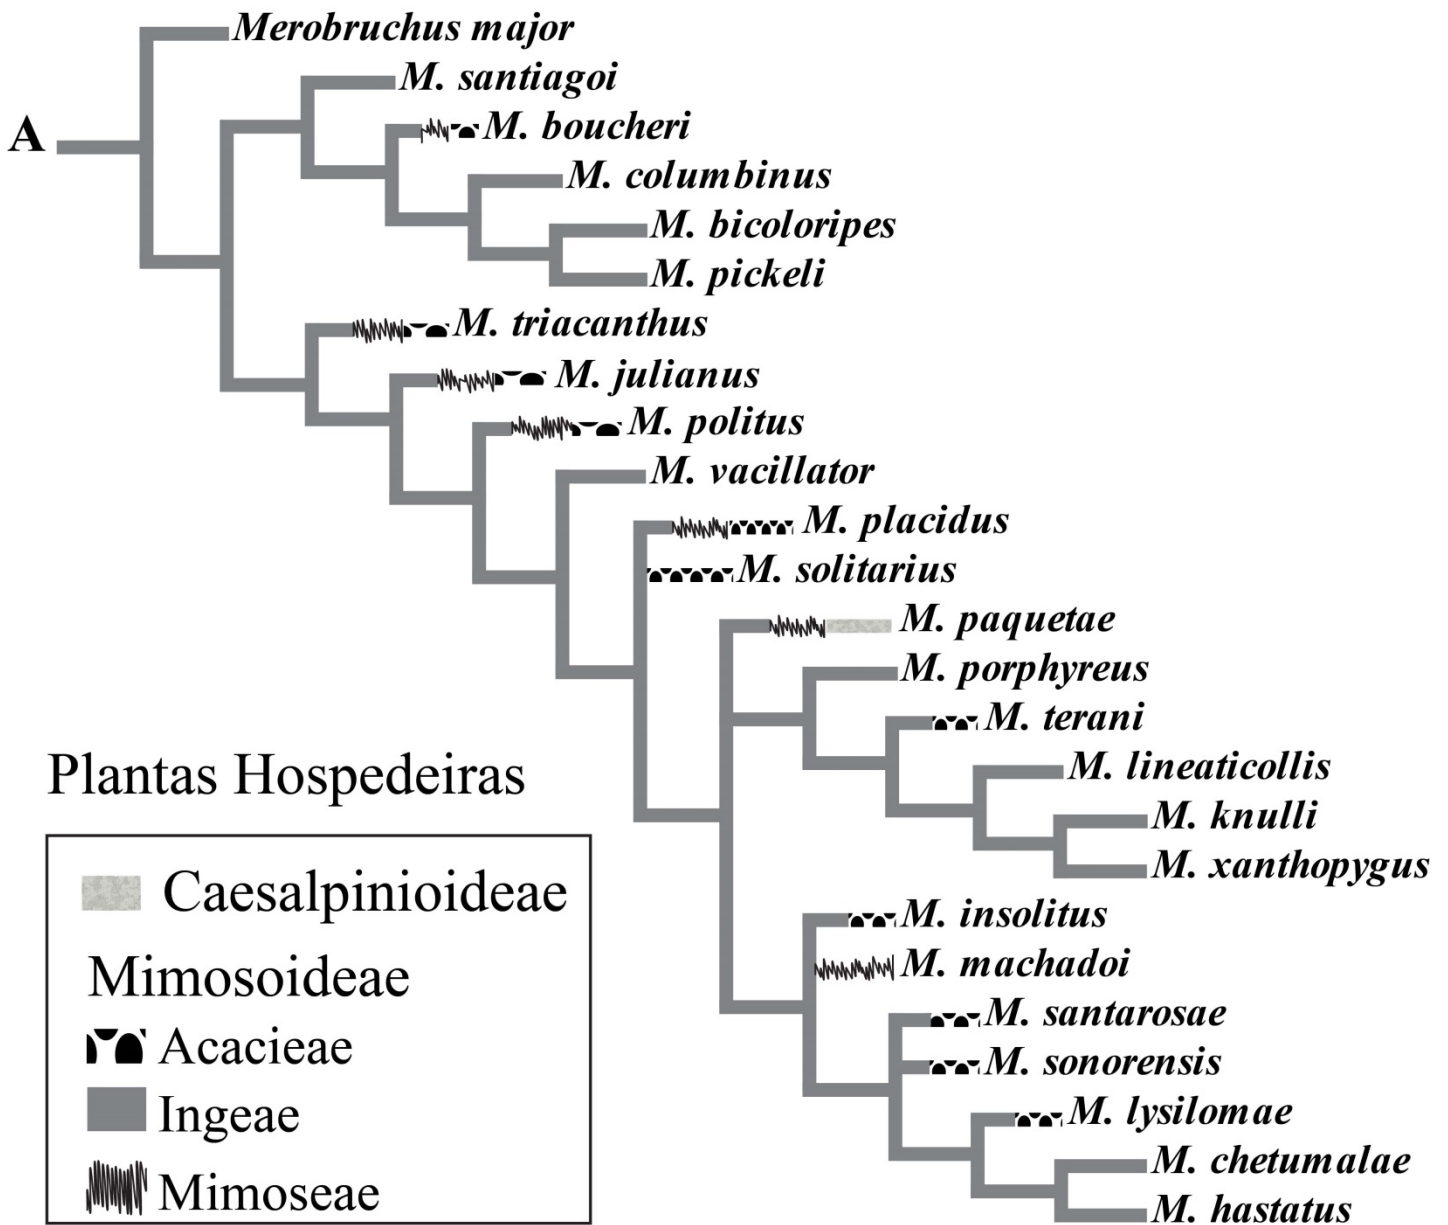 Merobruchus major
M. santiagoi
A
M. boucheri
M. columbinus
M. bicoloripes
M. pickeli
M. triacanthus
M. julianus
M. politus
M. vacillator
M. placidus
M. solitarius
M. paquetae
M. porphyreus
M. terani
M. lineaticollis
M. knulli
M. xanthopygus
M. insolitus
M. machadoi
M. santarosae
M. sonorensis
M. lysilomae
M. chetumalae
M. hastatus
Plantas Hospedeiras
Caesalpinioideae
Mimosoideae
Acacieae
Ingeae
Mimoseae